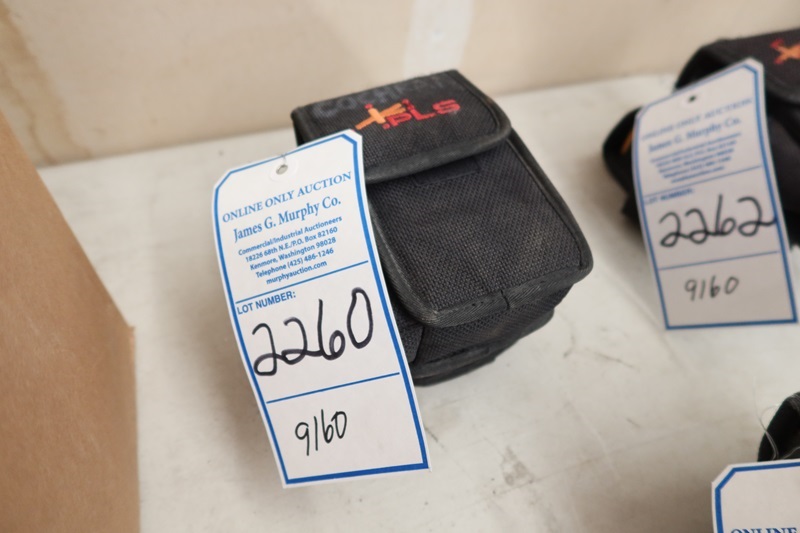 PLS
ONLINE ONLY AUCTION
James G. Murphy Co.
Commercial/Industrial Auctioneers
18226 68th N.E./P.O. Box 82160
Kenmore, Washington 98028
Telephone (425) 486-1246
murphyauction.com
LOT NUMBER:
2260
9160
ONLINE ONLY AUCTION
James G. Murphy Co.
LOT NUMBER:
2262
9160
ONLINE